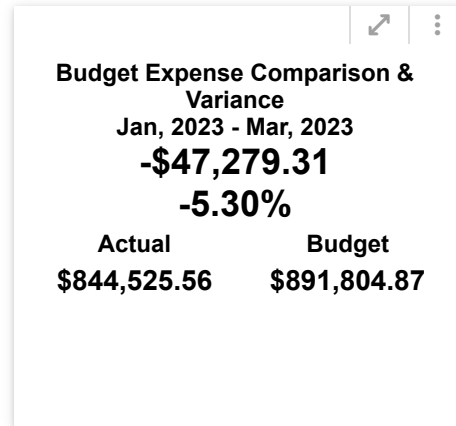 Budget Expense Comparison &
Variance
Jan, 2023 - Mar, 2023
-$47,279.31
-5.30%
Actual Budget
$844,525.56 $891,804.87